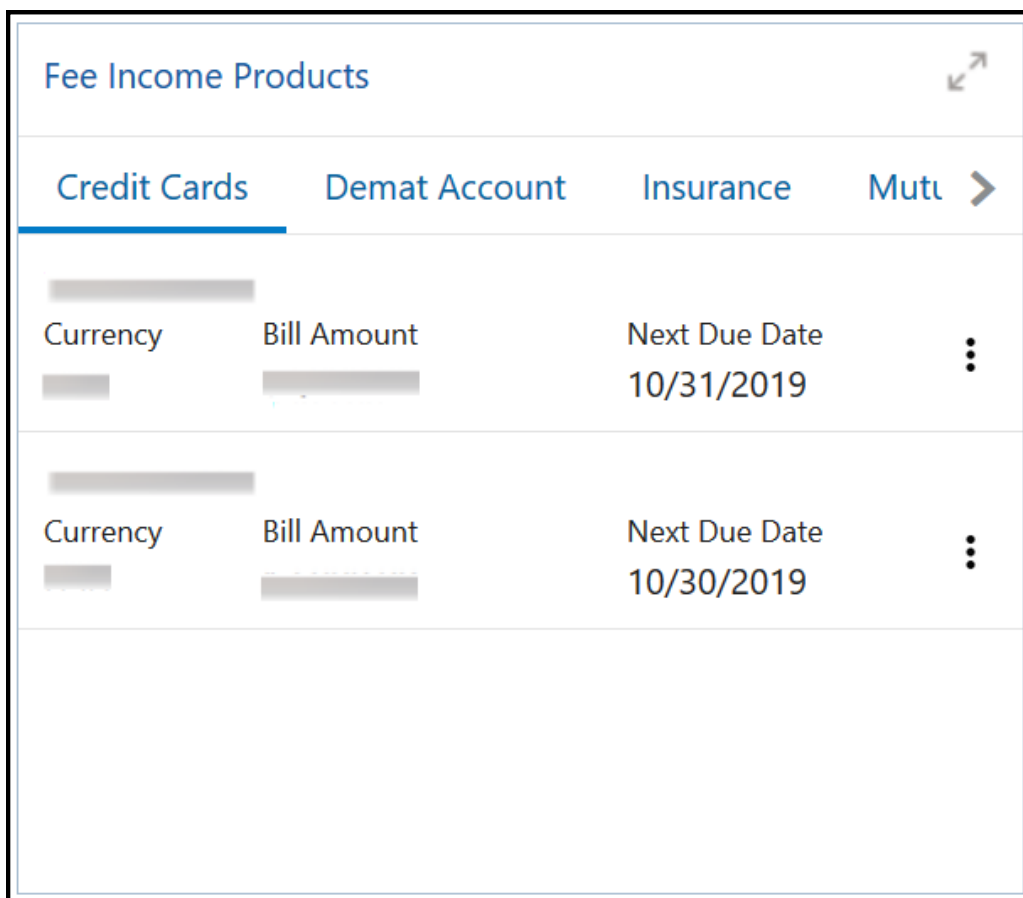 Fee Income Products
Credit Cards Demat Account Insurance Mutu
Currency Bill Amount Next Due Date
10/31/2019
Currency Bill Amount Next Due Date
10/30/2019